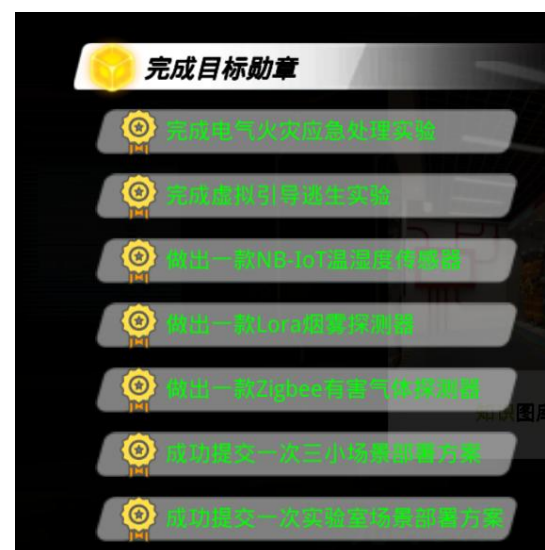 完成目标勋章
完成电气火灾应急处理实验
完成虚拟引导逃生实验
做出一款NB-IoT温湿度传感器
做出一款Lora烟雾探测器
做出一款Zigbee有害气体探测器
知识图库
成功提交一次三小场景部署方案
成功提交一次实验室场景部署方案